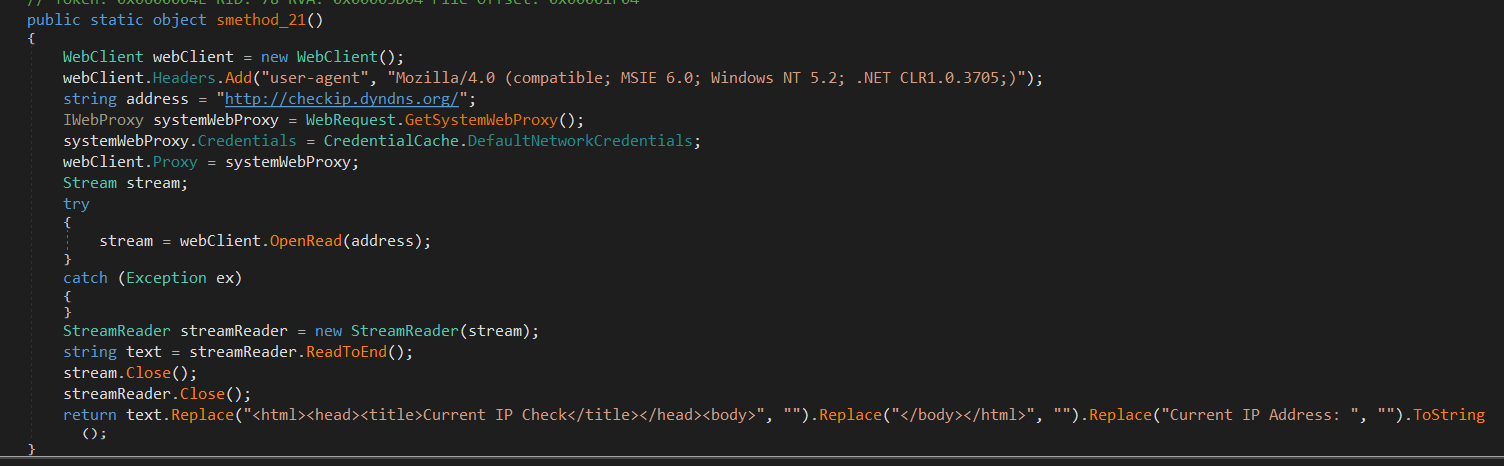 // Token: 0x0600004E RID: 78 RVA: 0x00003D04 File Offset: 0x00001F04
public static object smethod_21()
{
WebClient webClient = new WebClient();
webClient.Headers.Add("user-agent", "Mozilla/4.0 (compatible; MSIE 6.0; Windows NT 5.2; .NET CLR1.0.3705;)");
string address = "http://checkip.dyndns.org/";
IWebProxy systemWebProxy = WebRequest.GetSystemWebProxy();
systemWebProxy.Credentials = CredentialCache.DefaultNetworkCredentials;
webClient.Proxy = systemWebProxy;
Stream stream;
try
{
stream = webClient.OpenRead(address);
}
catch (Exception ex)
{
}
StreamReader streamReader = new StreamReader(stream);
string text = streamReader.ReadToEnd();
stream.Close();
streamReader.Close();
return text.Replace("<html><head><title>Current IP Check</title></head><body>", "").Replace("</body></html>", "").Replace("Current IP Address: ", "").ToString
();
}